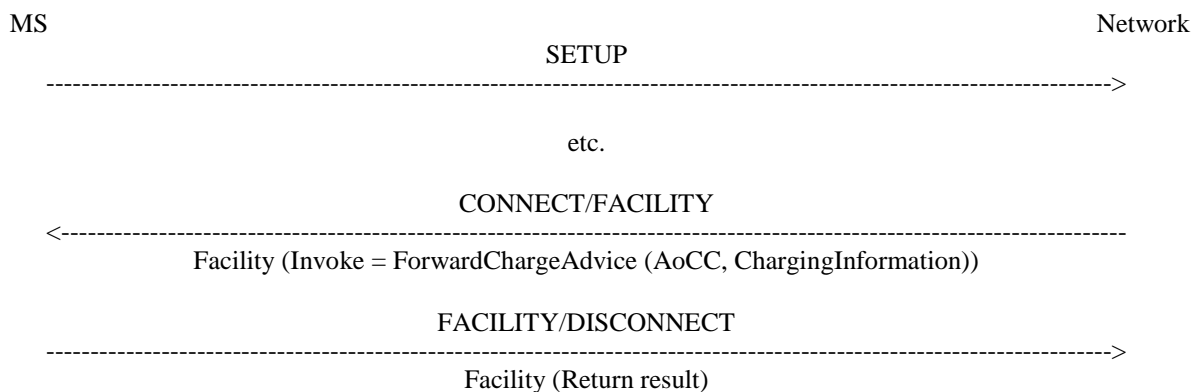 MS Network
SETUP
------------------------------------------------------------------------------------------------------------------------>
etc.
CONNECT/FACILITY
<------------------------------------------------------------------------------------------------------------------------
Facility (Invoke = ForwardChargeAdvice (AoCC, ChargingInformation))
FACILITY/DISCONNECT
------------------------------------------------------------------------------------------------------------------------>
Facility (Return result)